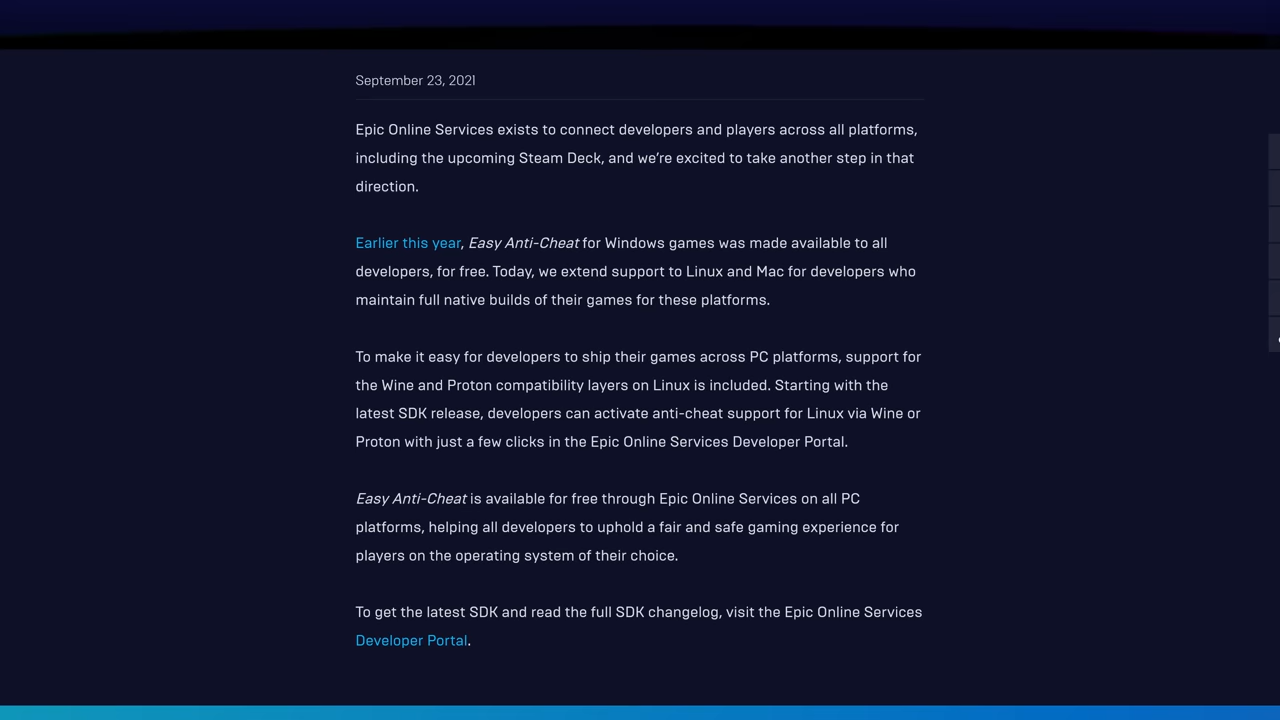 September 23, 2021
Epic Online Services exists to connect developers and players across all platforms,
including the upcoming Steam Deck, and we’re excited to take another step in that
direction.
Earlier this year, Easy Anti-Cheat for Windows games was made available to all
developers, for free. Today, we extend support to Linux and Mac for developers who
maintain full native builds of their games for these platforms.
To make it easy for developers to ship their games across PC platforms, support for
the Wine and Proton compatibility layers on Linux is included. Starting with the
latest SDK release, developers can activate anti-cheat support for Linux via Wine or
Proton with just a few clicks in the Epic Online Services Developer Portal.
Easy Anti-Cheat is available for free through Epic Online Services on all PC
platforms, helping all developers to uphold a fair and safe gaming experience for
players on the operating system of their choice.
To get the latest SDK and read the full SDK changelog, visit the Epic Online Services
Developer Portal.